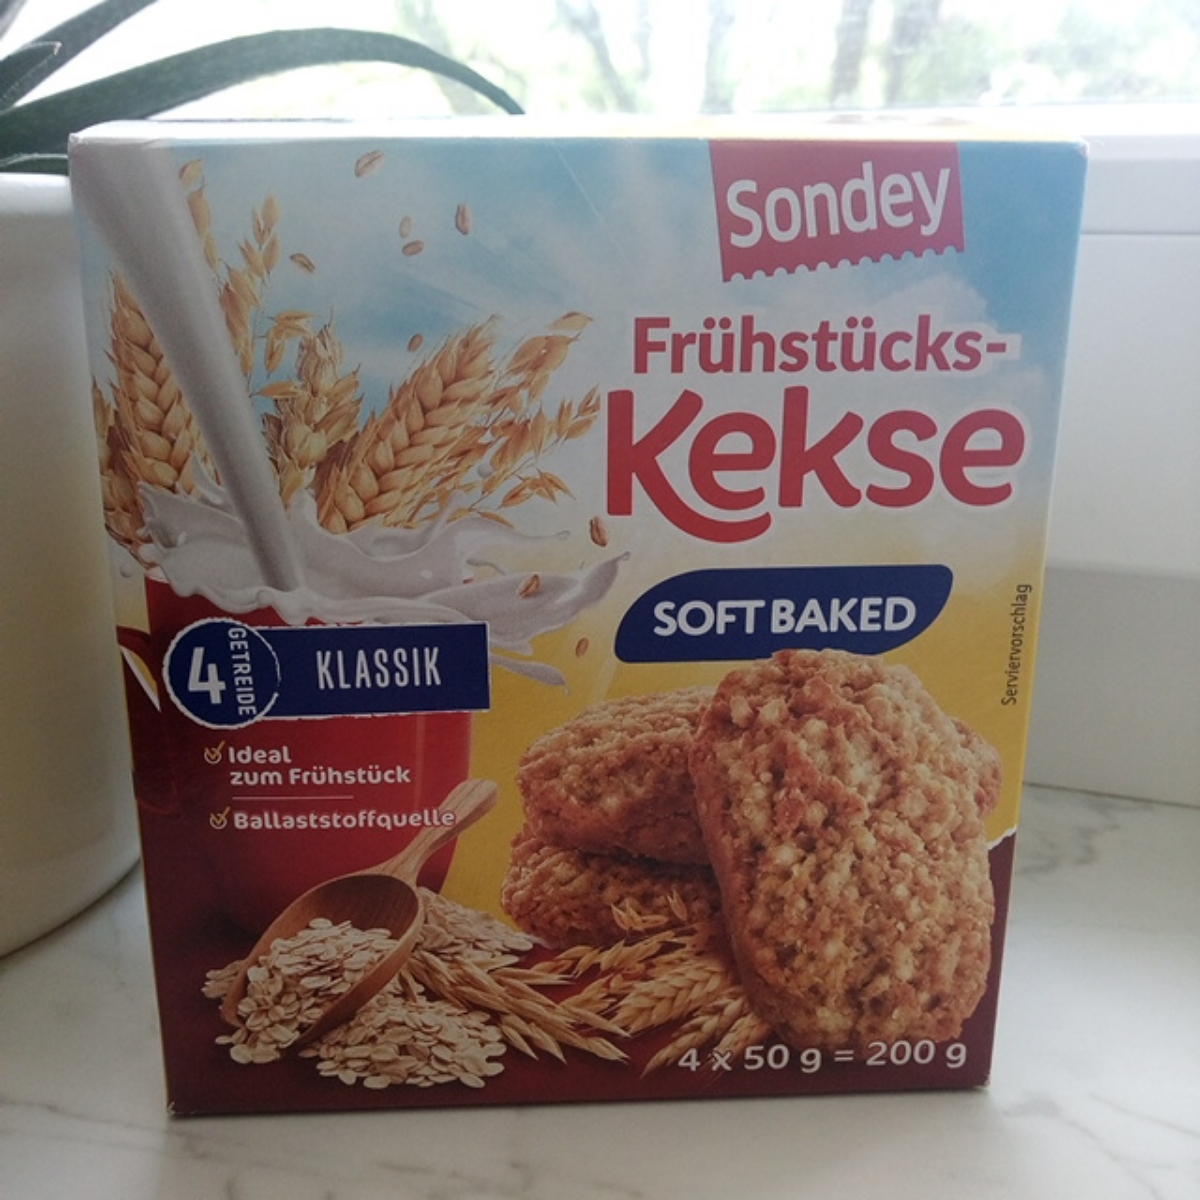 Sondey
Frühstücks-
Kekse
SOFT BAKED
Serviervorschlag
4 GETREIDE
KLASSIK
Ideal
zum Frühstück
Ballaststoffquelle
4 x 50 g = 200 g